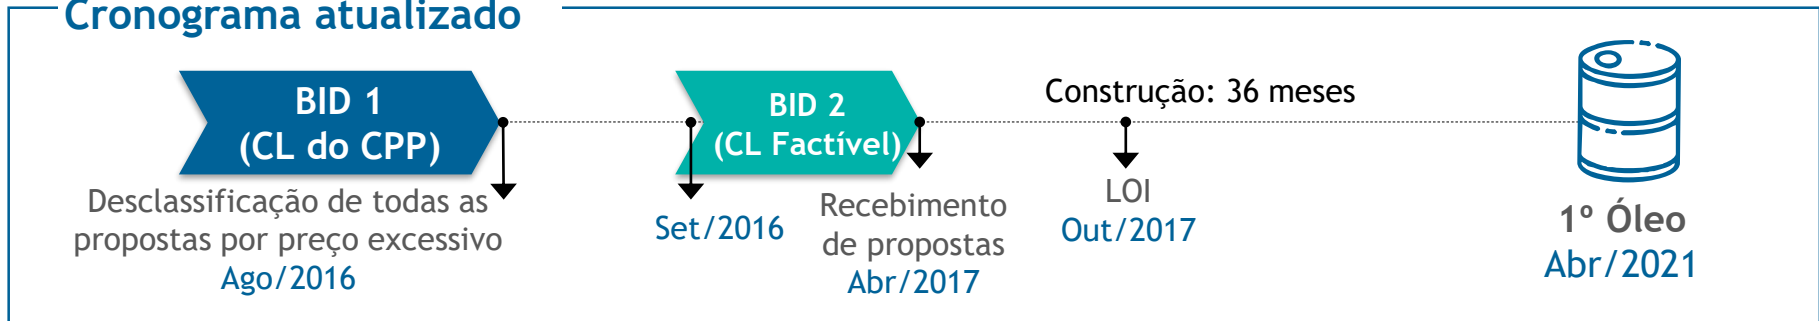 Cronograma atualizado
BID 1
(CL do CPP)
Desclassificação de todas as
propostas por preço excessivo
Ago/2016
Set/2016
BID 2
(CL Factível)
Recebimento
de propostas
Abr/2017
Construção: 36 meses
LOI
Out/2017
1º Óleo
Abr/2021